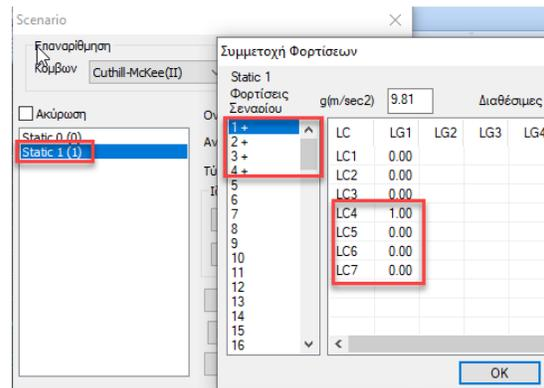 Scenario
Επαναρίθμηση
Κόμβων
Cuthill-McKee(II)
Ακύρωση
Static 0 (0)
Static 1 (1)
Συμμετοχή Φορτίσεων
Static 1
Φορτίσεις
Σεναρίου
g(m/sec2)
9.81
Διαθέσιμες
1 +
2 +
3 +
4 +
5
6
7
8
9
10
11
12
13
14
15
16
LC LG1 LG2 LG3 LG4
LC1 0.00
LC2 0.00
LC3 0.00
LC4 1.00
LC5 0.00
LC6 0.00
LC7 0.00
OK